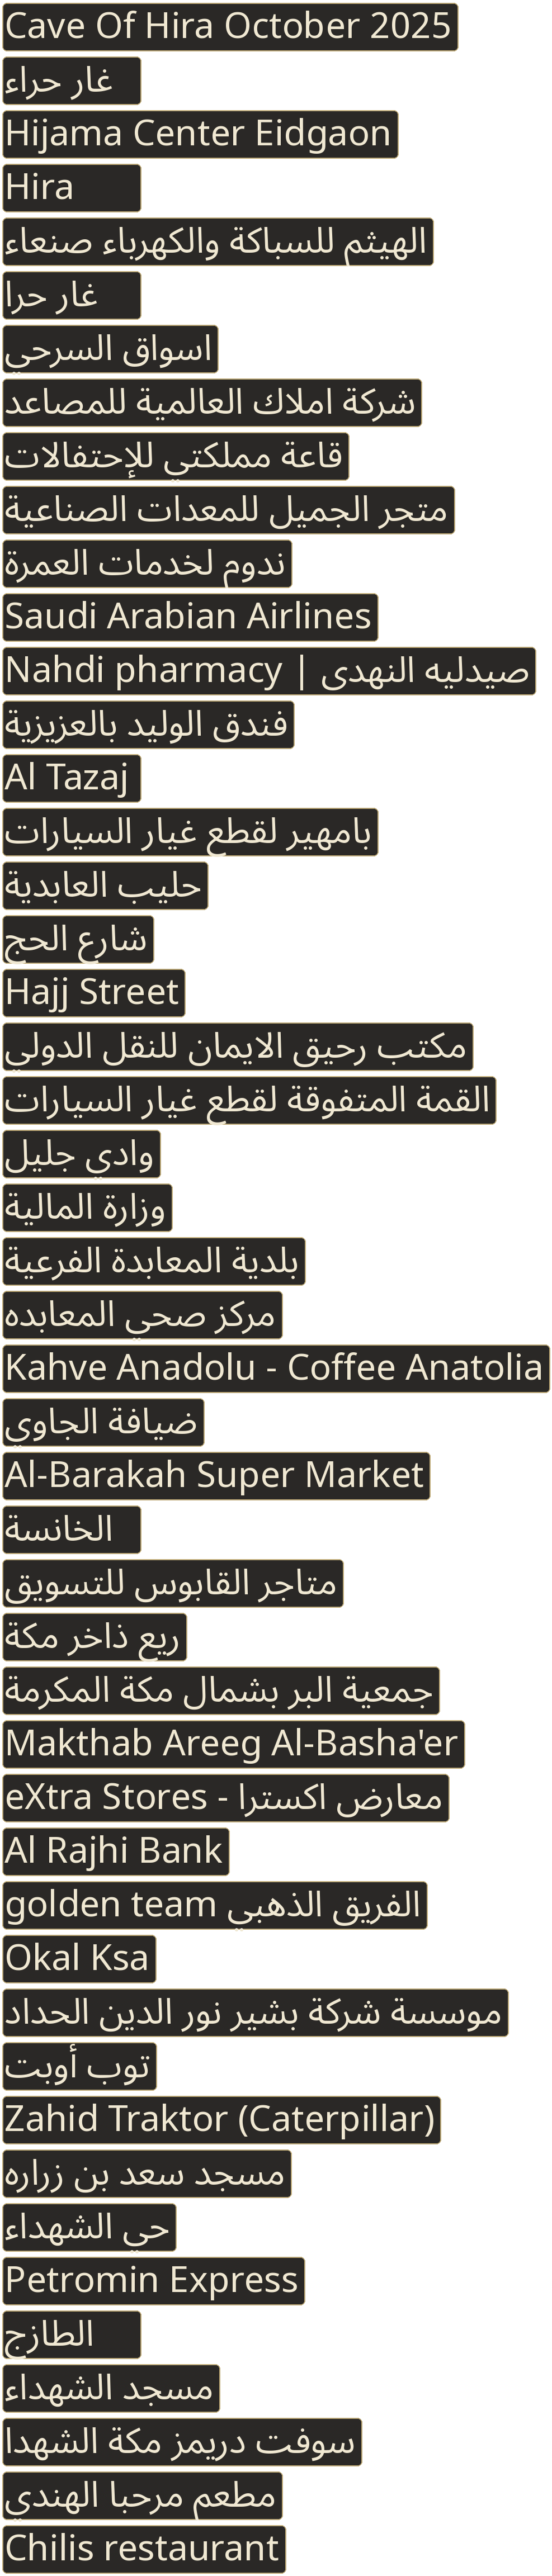 Cave Of Hira October 2025
غار حراء
Hijama Center Eidgaon
Hira
الهيثم للسباكة والكهرباء صنعاء
غار حرا
اسواق السرحي
شركة املاك العالمية للمصاعد
قاعة مملكتي للإحتفالات
متجر الجميل للمعدات الصناعية
ندوم لخدمات العمرة
Saudi Arabian Airlines
Nahdi pharmacy | صيدليه النهدى
فندق الوليد بالعزيزية
Al Tazaj
بامهير لقطع غيار السيارات
حليب العابدية
شارع الحج
Hajj Street
مكتب رحيق الايمان للنقل الدولي
القمة المتفوقة لقطع غيار السيارات
وادي جليل
وزارة المالية
بلدية المعابدة الفرعية
مركز صحي المعابده
Kahve Anadolu - Coffee Anatolia
ضيافة الجاوي
Al-Barakah Super Market
الخانسة
متاجر القابوس للتسويق
ريع ذاخر مكة
جمعية البر بشمال مكة المكرمة
Makthab Areeg Al-Basha'er
eXtra Stores - معارض اكسترا
Al Rajhi Bank
golden team الفريق الذهبي
Okal Ksa
موسسة شركة بشير نور الدين الحداد
توب أوبت
Zahid Traktor (Caterpillar)
مسجد سعد بن زراره
حي الشهداء
Petromin Express
الطازج
مسجد الشهداء
سوفت دريمز مكة الشهدا
مطعم مرحبا الهندي
Chilis restaurant